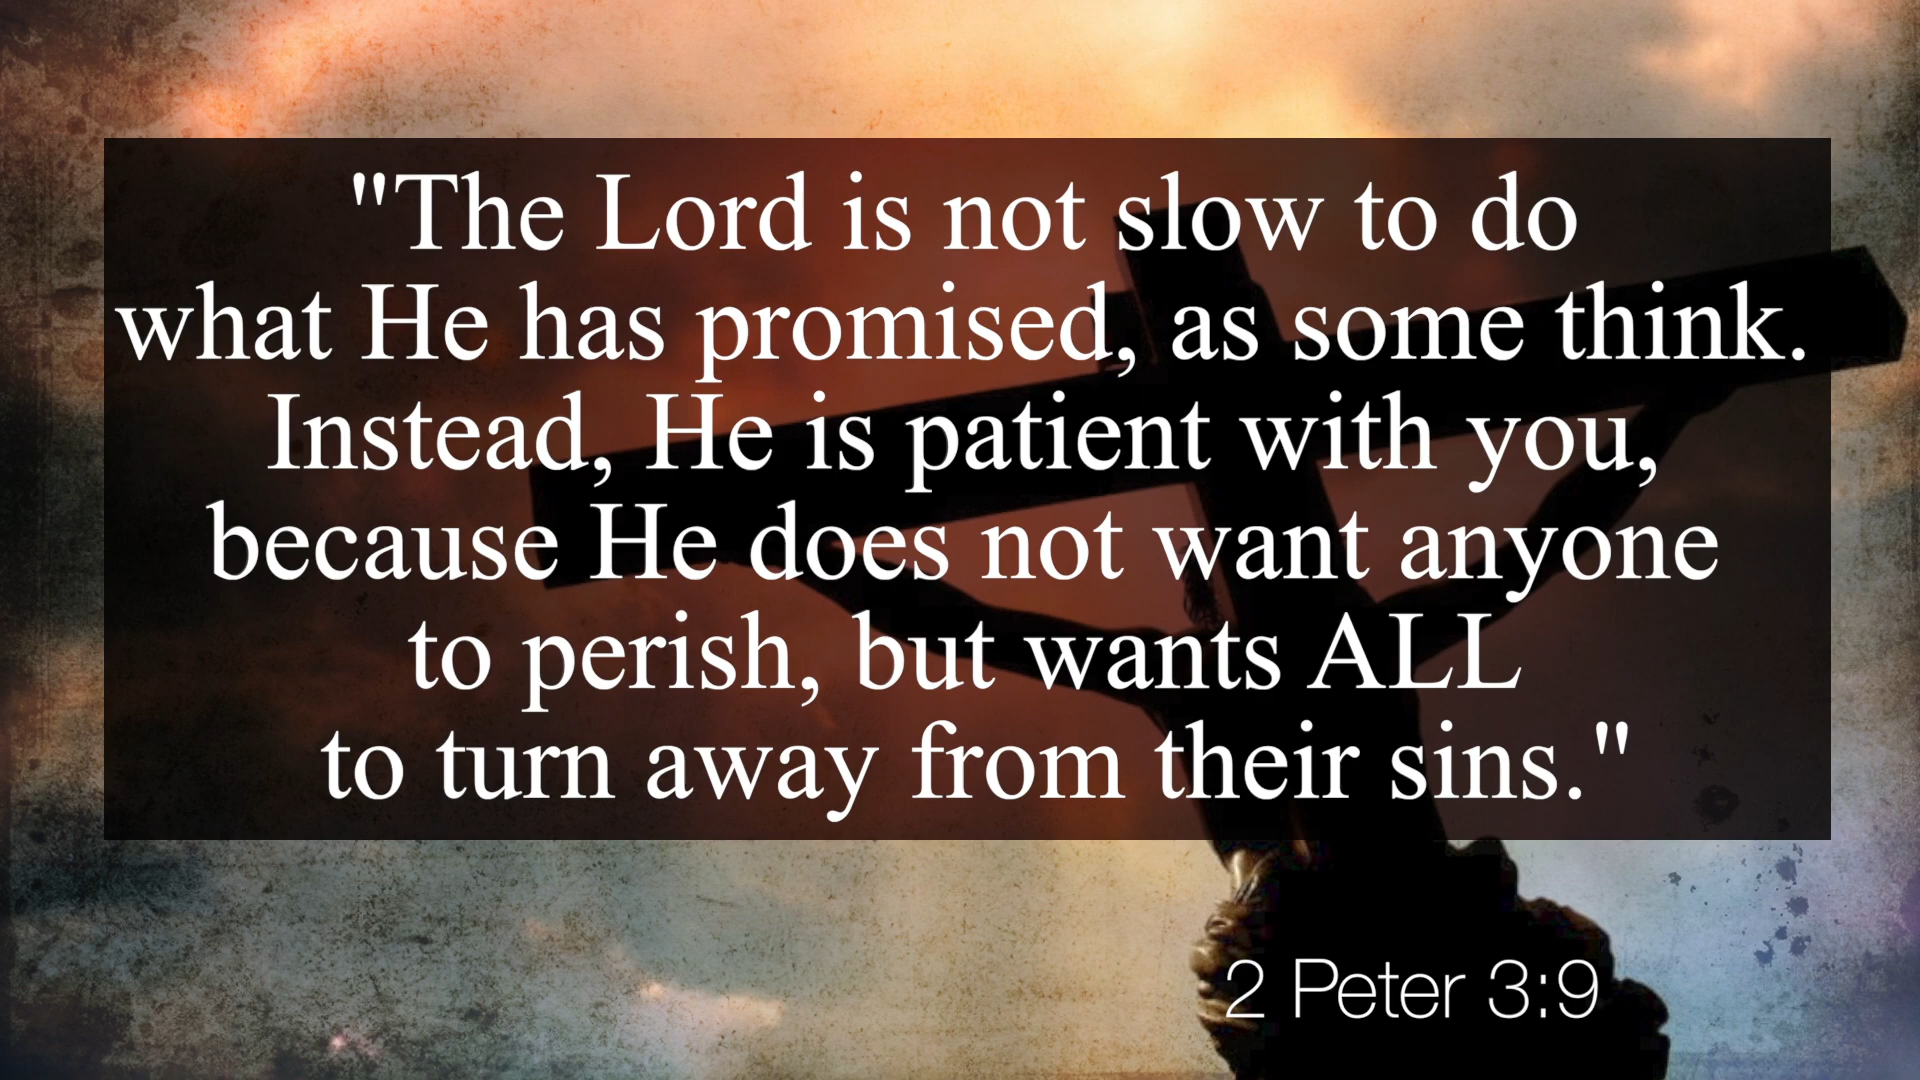 "The Lord is not slow to do
what He has promised, as some think.
Instead, He is patient with you,
because He does not want anyone
to perish, but wants ALL
to turn away from their sins."
2 Peter 3:9